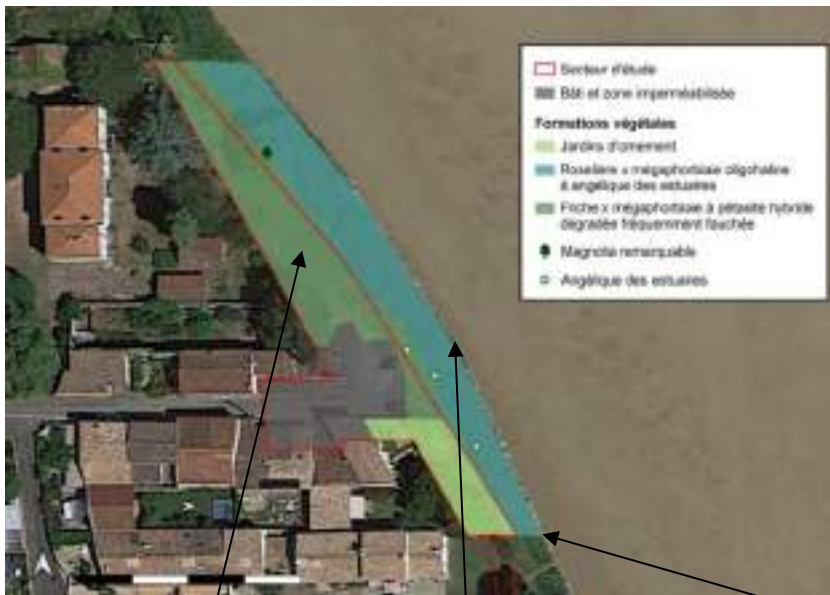 Secteur d'étude
Bâti et zone imperméabilisée
Formations végétales
Jardins d'ornement
Roselière x mégaphorbiaie oligohaline
à angélique des estuaires
Friche x mégaphorbiaie à pétasite hybride
dégradée fréquemment fauchée
Magnolia remarquable
Angélique des estuaires